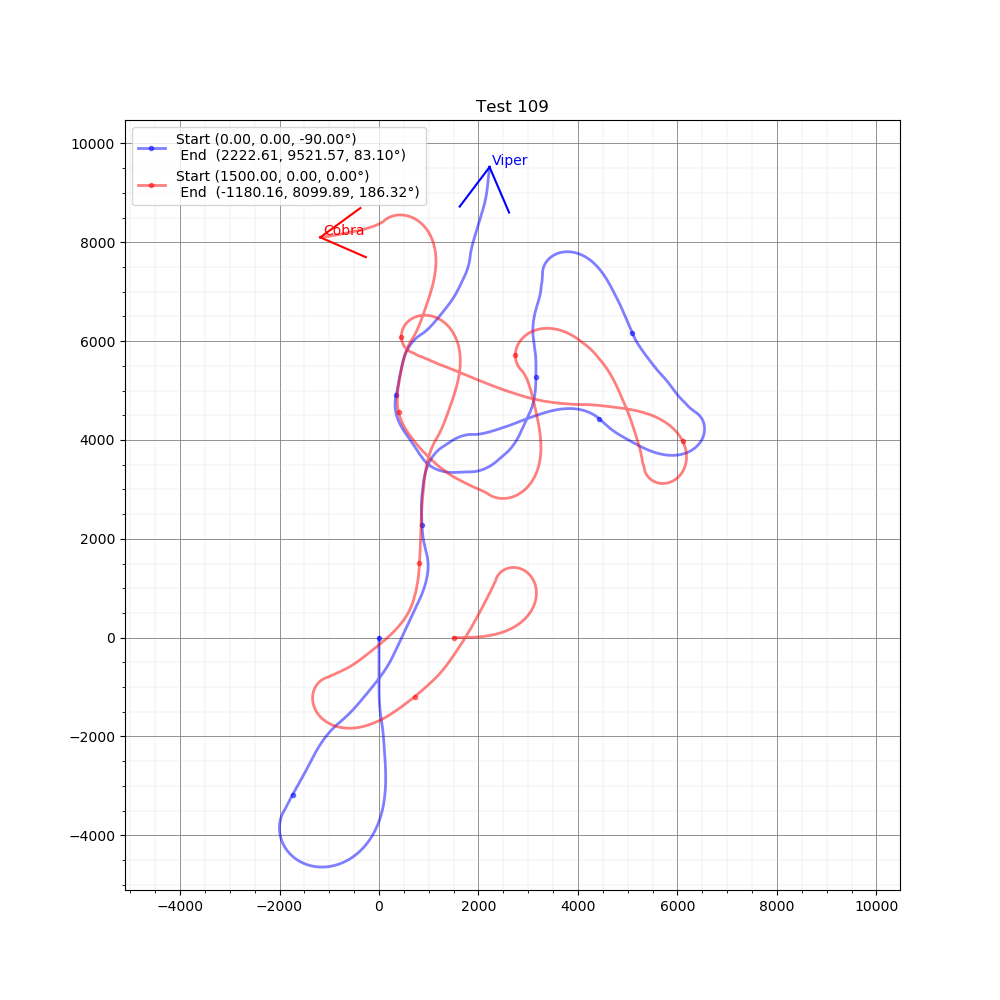 Test 109
Start (0.00, 0.00, -90.00°)
End (2222.61, 9521.57, 83.10°)
Start (1500.00, 0.00, 0.00°)
End (-1180.16, 8099.89, 186.32°)
Viper
Cobra
10000
8000
6000
4000
2000
0
−2000
−4000
−4000 −2000 0 2000 4000 6000 8000 10000